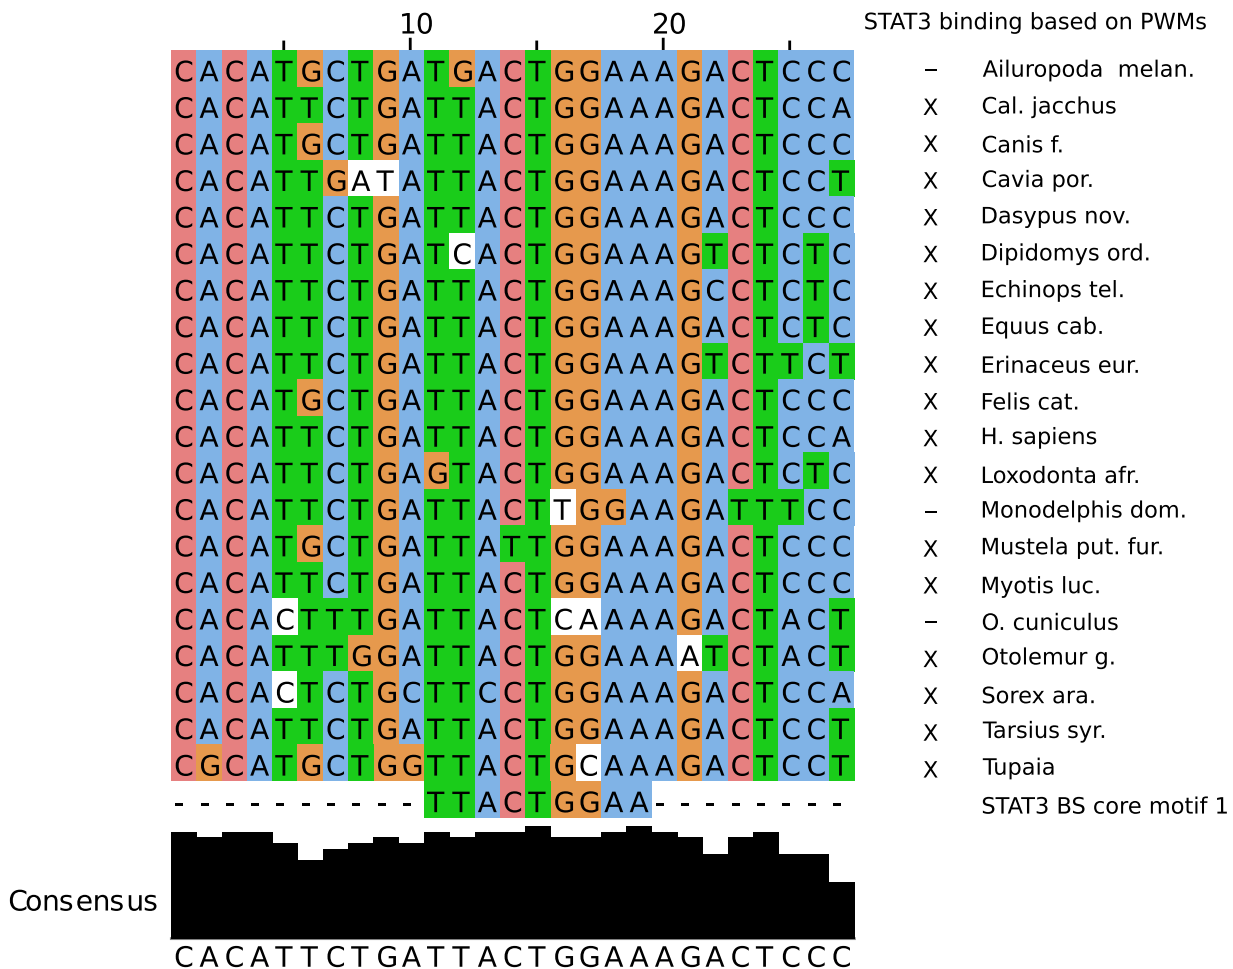 10 20 STAT3 binding based on PWMs
CACATGCTGATGACTGGAAAGACTCCC – Ailuropoda melan.
CACATTCTGATTACTGGAAAGACTCCA X Cal. jacchus
CACATGCTGATTACTGGAAAGACTCCC X Canis f.
CACATTGATATTACTGGAAAGACTCCT X Cavia por.
CACATTCTGATTACTGGAAAGACTCCC X Dasypus nov.
CACATTCTGATCACTGGAAAGTCTCTC X Dipidomys ord.
CACATTCTGATTACTGGAAAGCCTCTC X Echinops tel.
CACATTCTGATTACTGGAAAGACTCTC X Equus cab.
CACATTCTGATTACTGGAAAGTCTTCT X Erinaceus eur.
CACATGCTGATTACTGGAAAGACTCCC X Felis cat.
CACATTCTGATTACTGGAAAGACTCCA X H. sapiens
CACATTCTGAGTACTGGAAAGACTCTC X Loxodonta afr.
CACATTCTGATTACTTGGAAGATTTCC – Monodelphis dom.
CACATGCTGATTATTGGAAAGACTCCC X Mustela put. fur.
CACATTCTGATTACTGGAAAGACTCCC X Myotis luc.
CACACTTTGATTACTCAAAAGACTACT – O. cuniculus
CACATTTGGATTACTGGAAAATCTACT X Otolemur g.
CACACTCTGCTTCCTGGAAAGACTCCA X Sorex ara.
CACATTCTGATTACTGGAAAGACTCCT X Tarsius syr.
CGCATGCTGGTTACTGCAAAGACTCCT X Tupaia
----------TTACTGGAA-------- STAT3 BS core motif 1
Consensus
CACATTCTGATTACTGGAAAGACTCCC